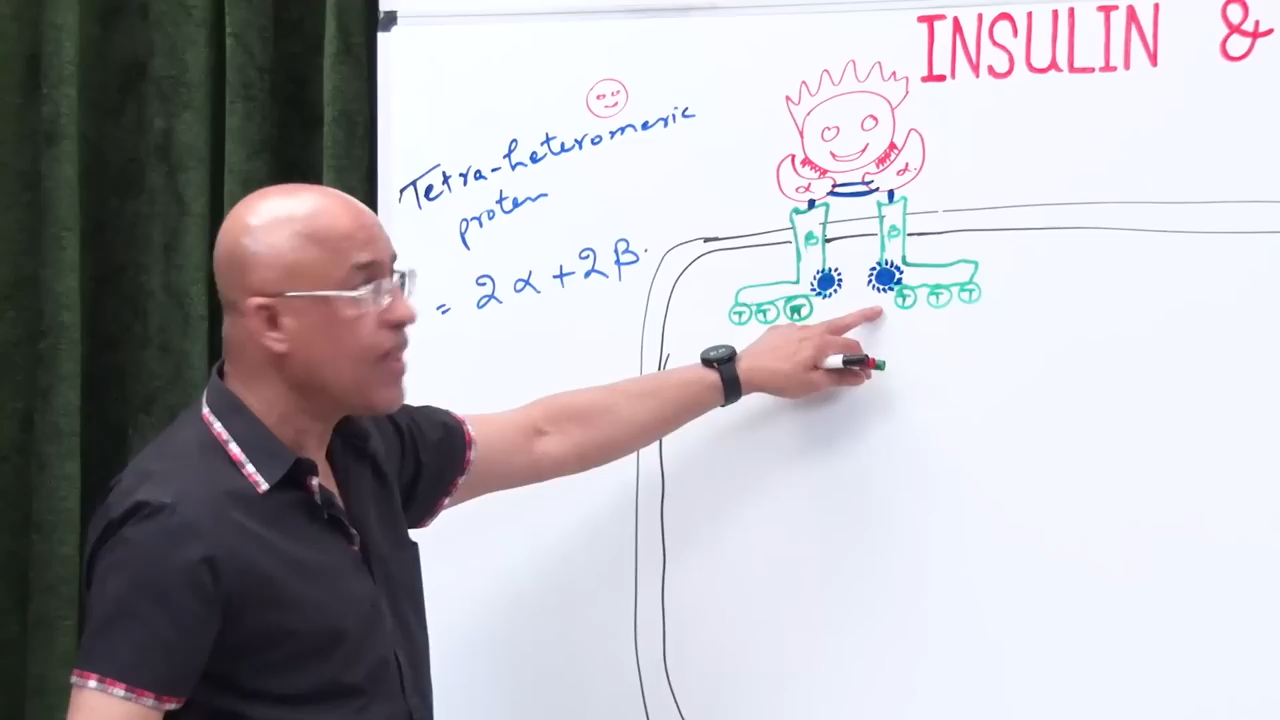 INSULIN &
Tetra-heteromeric
protein
= 2α + 2β.
α α.
β β
T T T T T